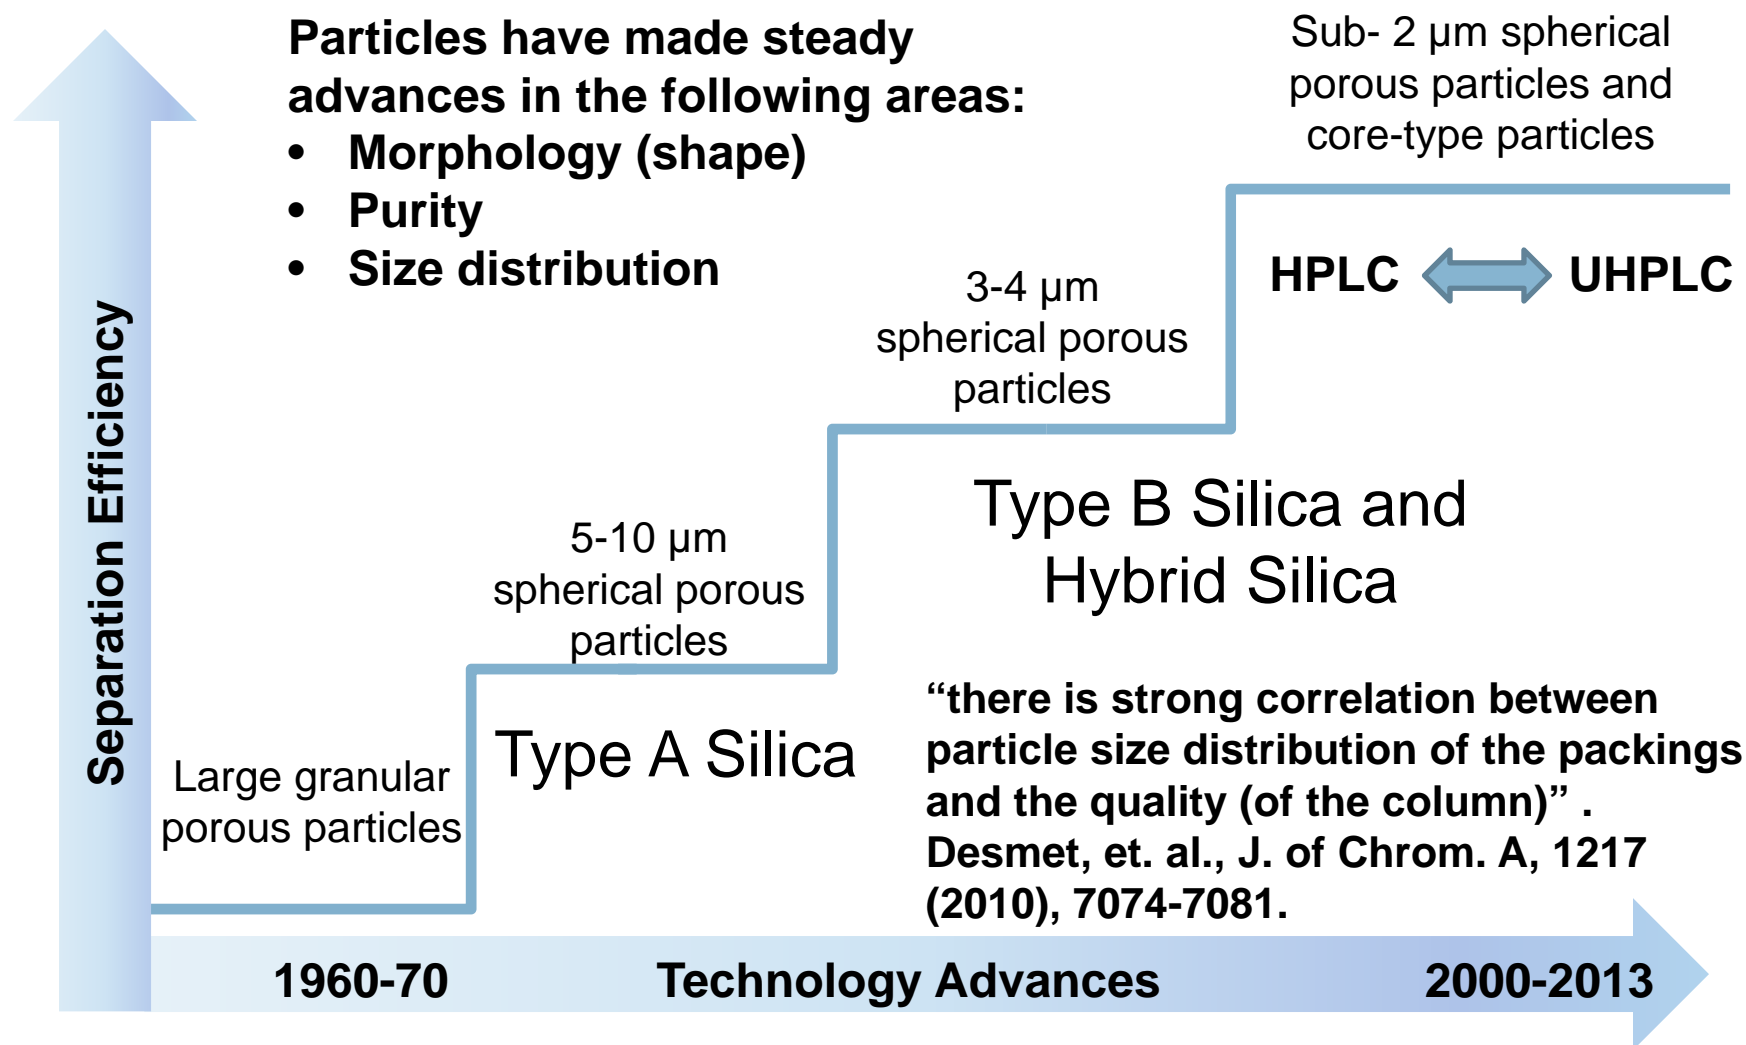 Particles have made steady
advances in the following areas:
• Morphology (shape)
• Purity
• Size distribution
Sub- 2 µm spherical
porous particles and
core-type particles
HPLC
UHPLC
3-4 µm
spherical porous
particles
Type B Silica and
Hybrid Silica
5-10 µm
spherical porous
particles
Type A Silica
Large granular
porous particles
“there is strong correlation between
particle size distribution of the packings
and the quality (of the column)” .
Desmet, et. al., J. of Chrom. A, 1217
(2010), 7074-7081.
Separation Efficiency
1960-70
Technology Advances
2000-2013